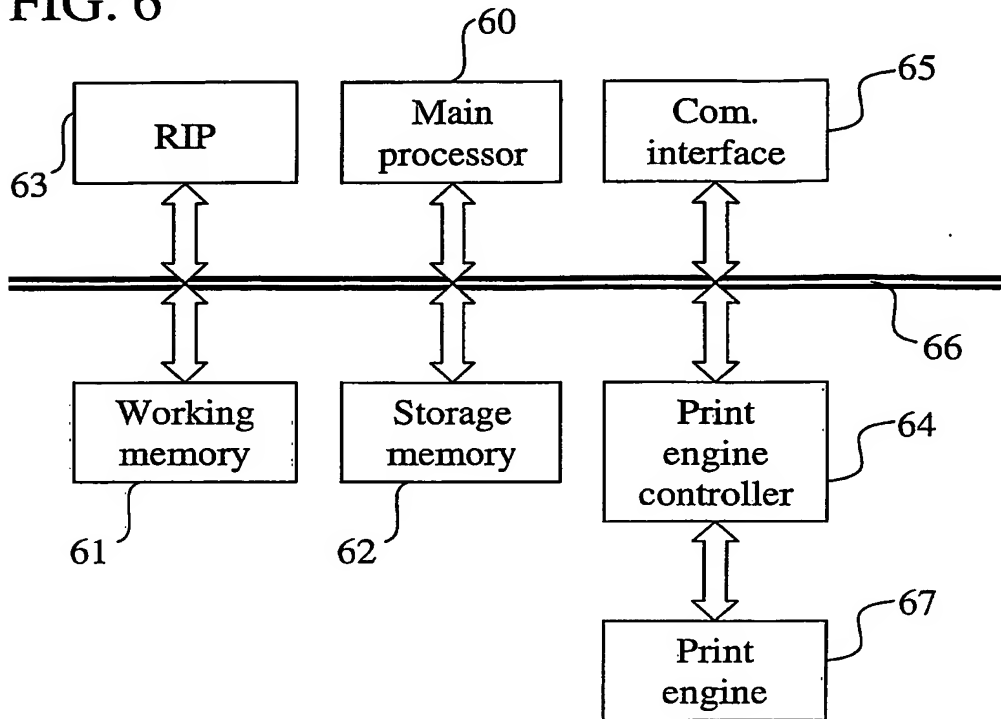 FIG. 6
60
65
RIP
Main
processor
Com.
interface
63
66
Working
memory
Storage
memory
Print
engine
controller
64
61
62
67
Print
engine